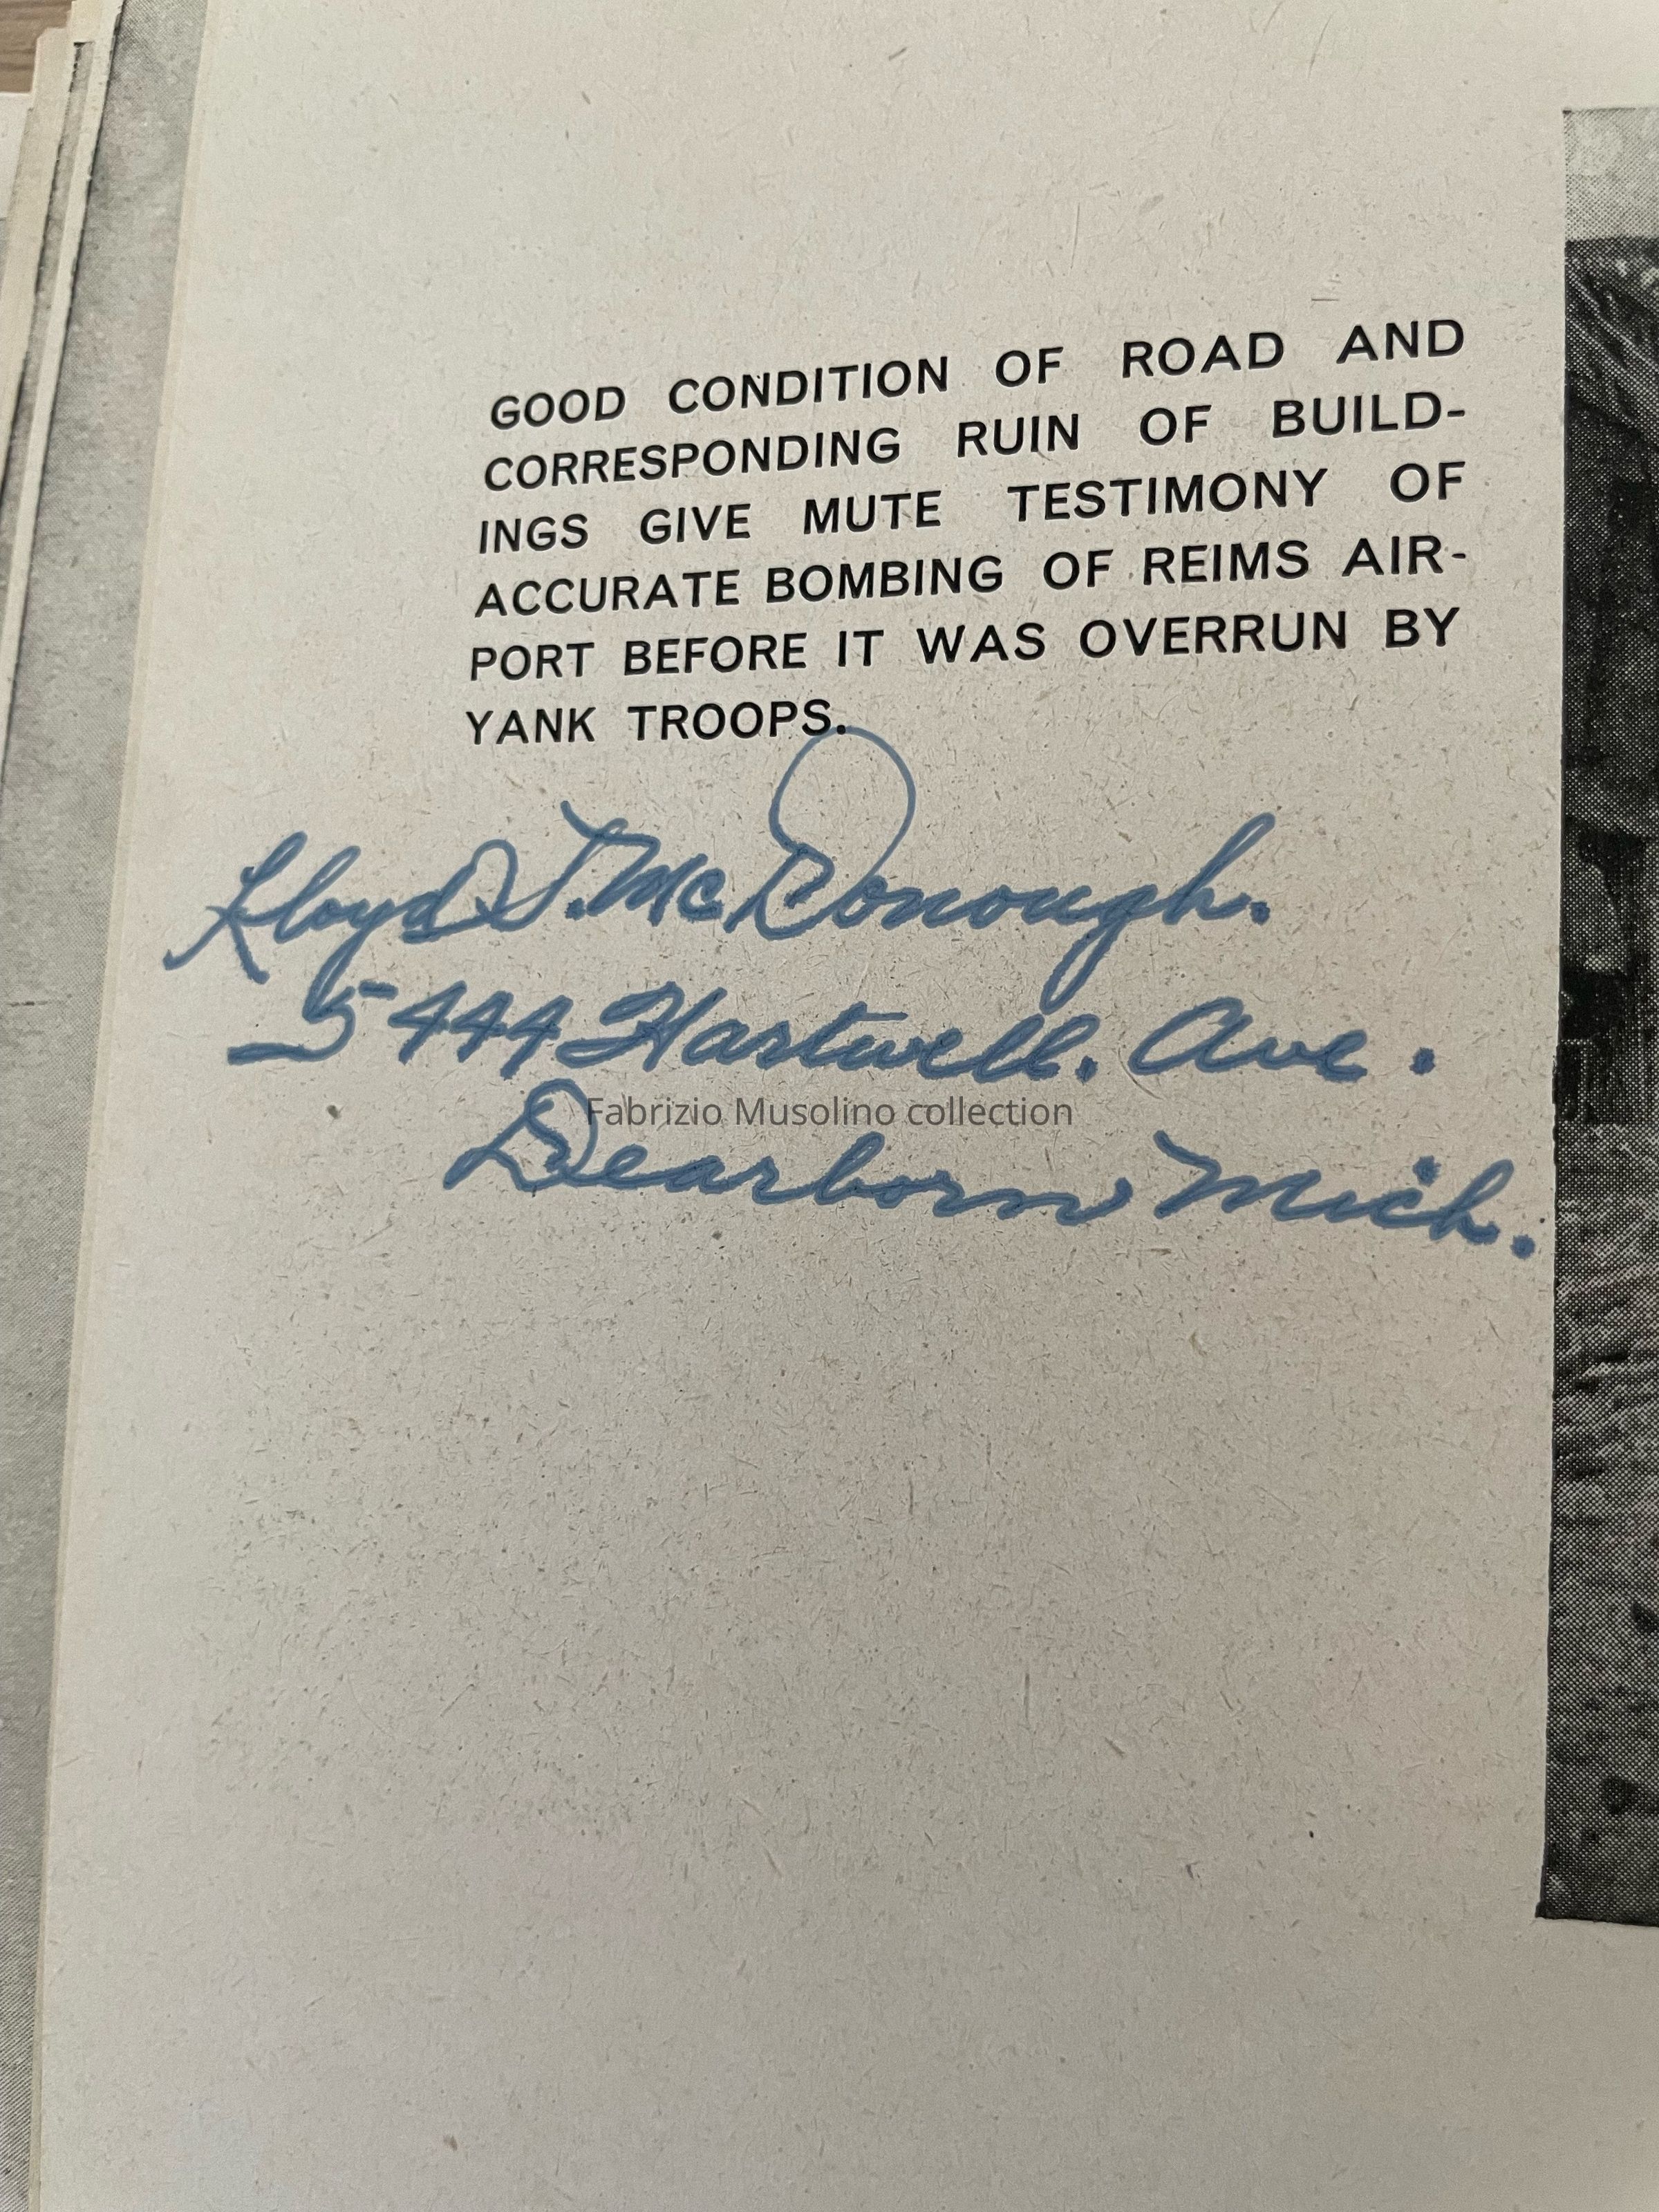 GOOD CONDITION OF ROAD AND
CORRESPONDING RUIN OF BUILD-
INGS GIVE MUTE TESTIMONY OF
ACCURATE BOMBING OF REIMS AIR-
PORT BEFORE IT WAS OVERRUN BY
YANK TROOPS.
Lloyd J. McDonough.
5444 Hartwell. Ave.
Fabrizio Musolino collection
Dearborn Mich.